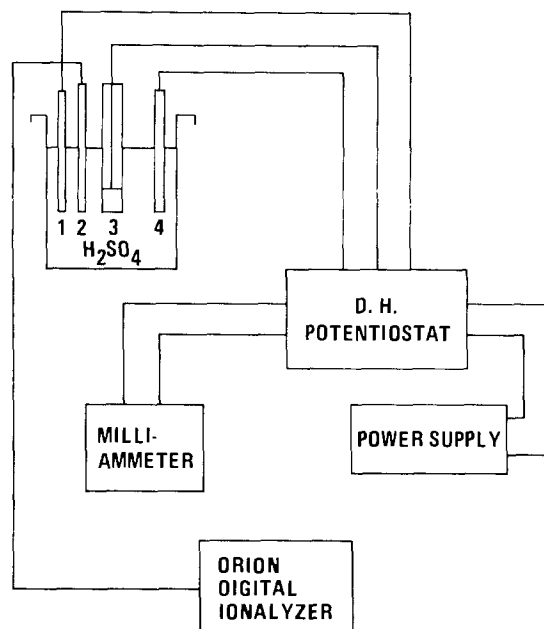 1 2 3 4
H₂SO₄
D. H.
POTENTIOSTAT
MILLI-
AMMETER
POWER SUPPLY
ORION
DIGITAL
IONALYZER